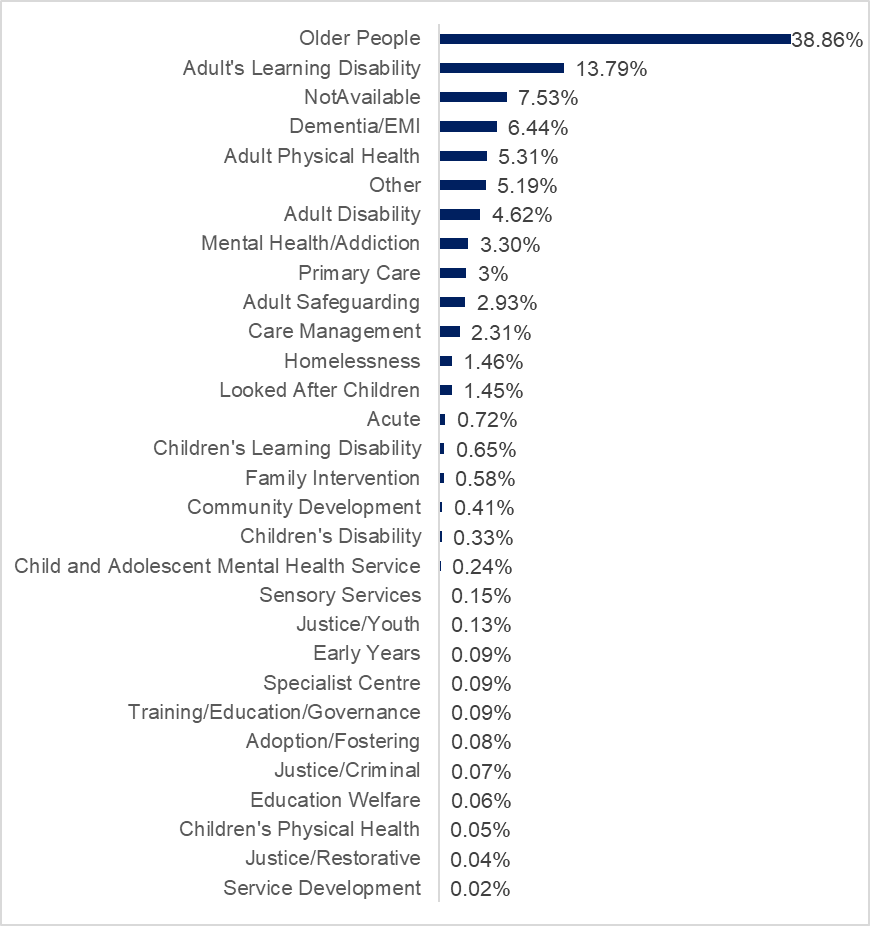 Older People 38.86%
Adult's Learning Disability 13.79%
NotAvailable 7.53%
Dementia/EMI 6.44%
Adult Physical Health 5.31%
Other 5.19%
Adult Disability 4.62%
Mental Health/Addiction 3.30%
Primary Care 3%
Adult Safeguarding 2.93%
Care Management 2.31%
Homelessness 1.46%
Looked After Children 1.45%
Acute 0.72%
Children's Learning Disability 0.65%
Family Intervention 0.58%
Community Development 0.41%
Children's Disability 0.33%
Child and Adolescent Mental Health Service 0.24%
Sensory Services 0.15%
Justice/Youth 0.13%
Early Years 0.09%
Specialist Centre 0.09%
Training/Education/Governance 0.09%
Adoption/Fostering 0.08%
Justice/Criminal 0.07%
Education Welfare 0.06%
Children's Physical Health 0.05%
Justice/Restorative 0.04%
Service Development 0.02%